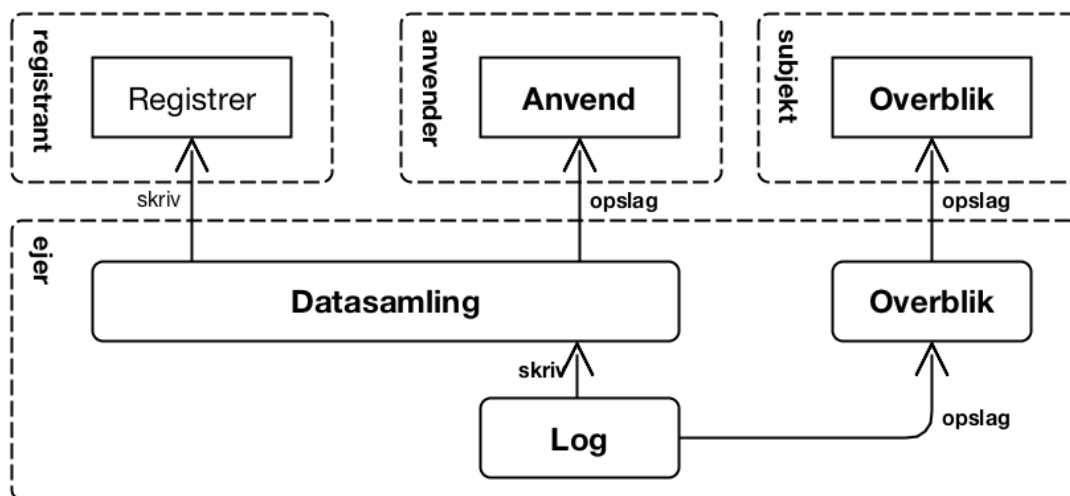 registrant
Registrer
anvender
Anvend
subjekt
Overblik
skriv
opslag
opslag
ejer
Datasamling
Overblik
skriv
Log
opslag